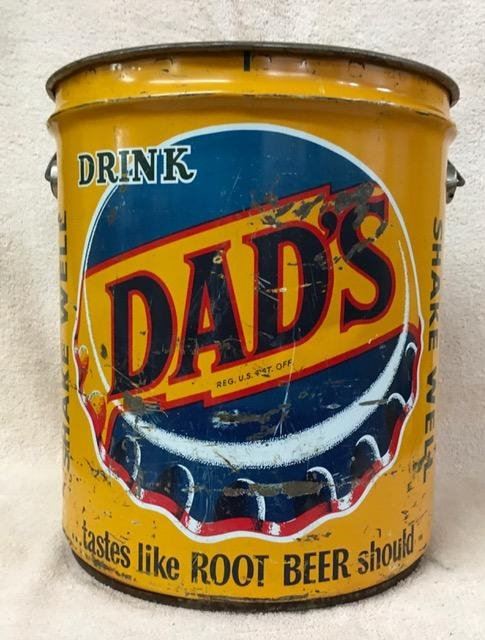 DRINK
DAD'S
REG. U.S. PAT. OFF.
SHAKE WELL
SHAKE WELL
...tastes like ROOT BEER should...